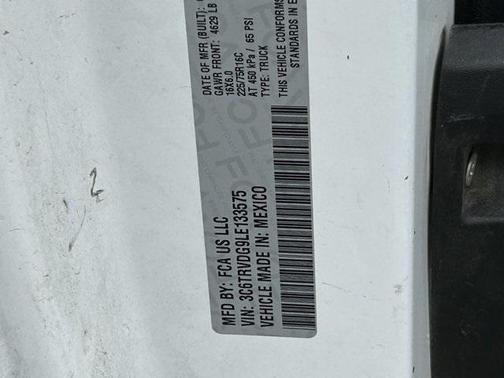 MFD BY: FCA US LLC
DATE OF MFR (BUILT):
GAWR FRONT: 4629 LB
16X6.0
225/75R16C
AT 450 kPa / 65 PSI
TYPE: TRUCK
VIN: 3C6TRVDG9LE133575
THIS VEHICLE CONFORMS
VEHICLE MADE IN: MEXICO
STANDARDS IN E
2